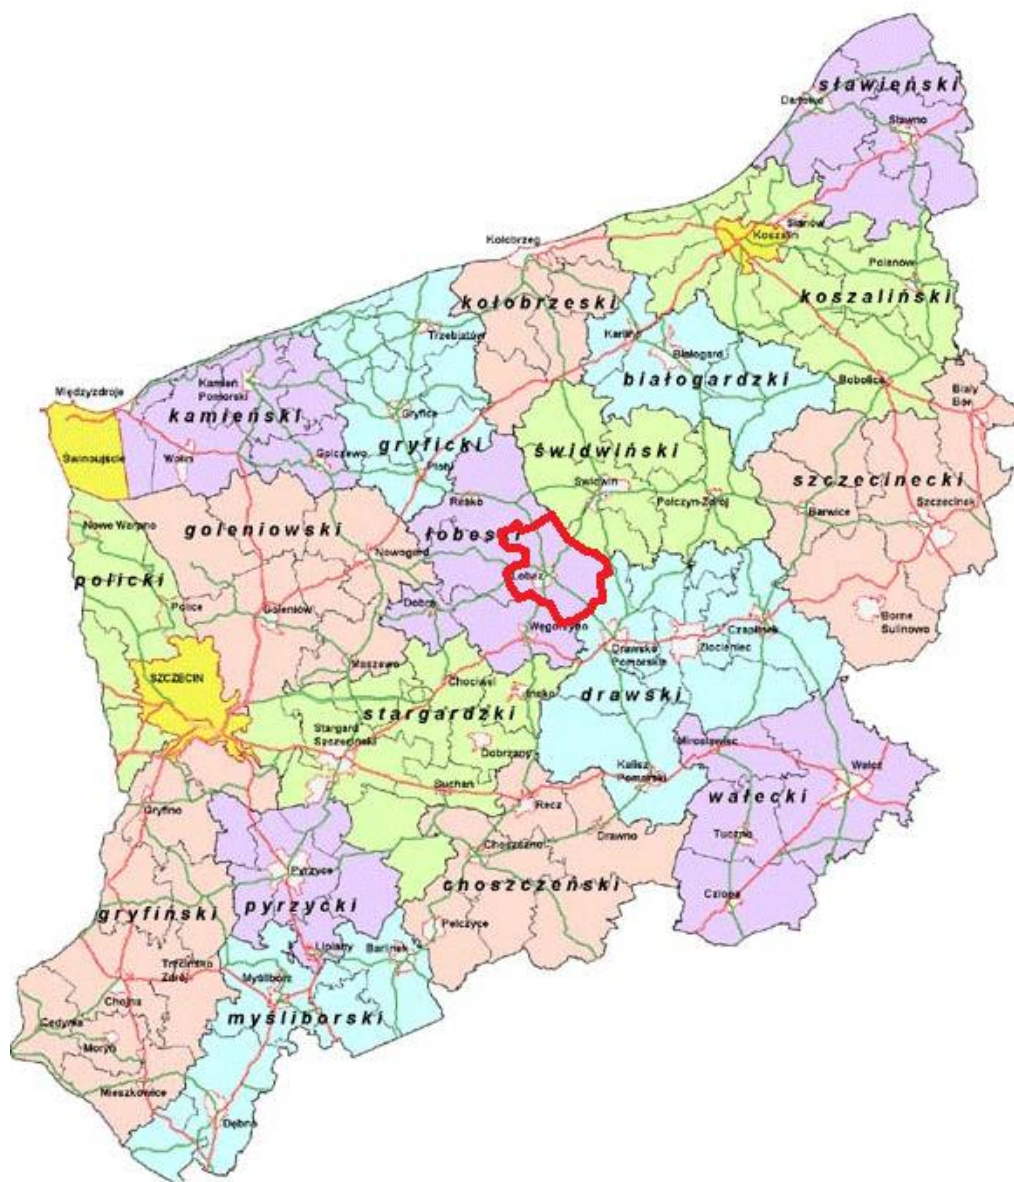 sławieński
Darłowo
Sławno
Sianów
Koszalin
Kołobrzeg
Polanów
koszaliński
kołobrzeski
Trzebiatów
Karlino
Białogard
białogardzki
Bobolice
Biały
Bór
Międzyzdroje
Kamień
Pomorski
kamieński
Gryfice
gryficki
Świnoujście
Wolin
Golczewo
Płoty
świdwiński
Świdwin
Połczyn-Zdrój
szczecinecki
Szczecinek
Barwice
Resko
Nowe Warpno
goleniowski
łobeski
Nowogard
policki
Łobez
Police
Goleniów
Dobra
Węgorzyno
Czaplinek
Borne
Sulinowo
Drawsko
Pomorskie
Złocieniec
Maszewo
SZCZECIN
Chociwel
Ińsko
drawski
stargardzki
Stargard
Szczeciński
Dobrzany
Mirosławiec
Kalisz
Pomorski
Wałcz
Suchan
wałecki
Gryfino
Recz
Tuczno
Drawno
Choszczno
Pyrzyce
choszczeński
Człopa
gryfiński
pyrzycki
Pełczyce
Lipiany
Barlinek
Trzcińsko
Zdrój
Myślibórz
Chojna
myśliborski
Cedynia
Moryń
Mieszkowice
Dębno